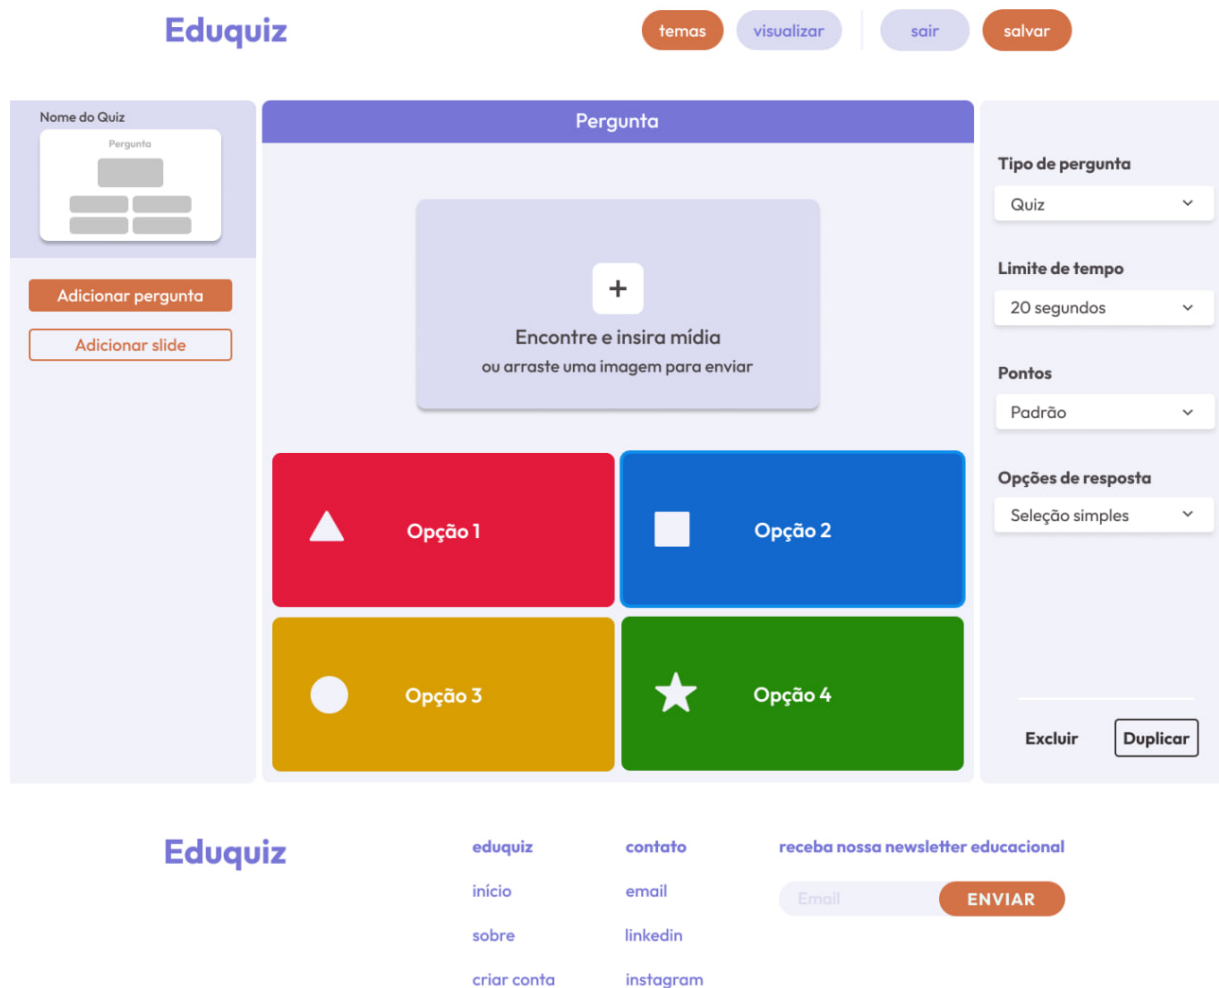 Eduquiz
temas
visualizar
sair
salvar
Nome do Quiz
Pergunta
Adicionar pergunta
Adicionar slide
Pergunta
+
Encontre e insira mídia
ou arraste uma imagem para enviar
Opção 1
Opção 2
Opção 3
Opção 4
Tipo de pergunta
Quiz
Limite de tempo
20 segundos
Pontos
Padrão
Opções de resposta
Seleção simples
Excluir
Duplicar
Eduquiz
eduquiz
início
sobre
criar conta
contato
email
linkedin
instagram
receba nossa newsletter educacional
Email
ENVIAR